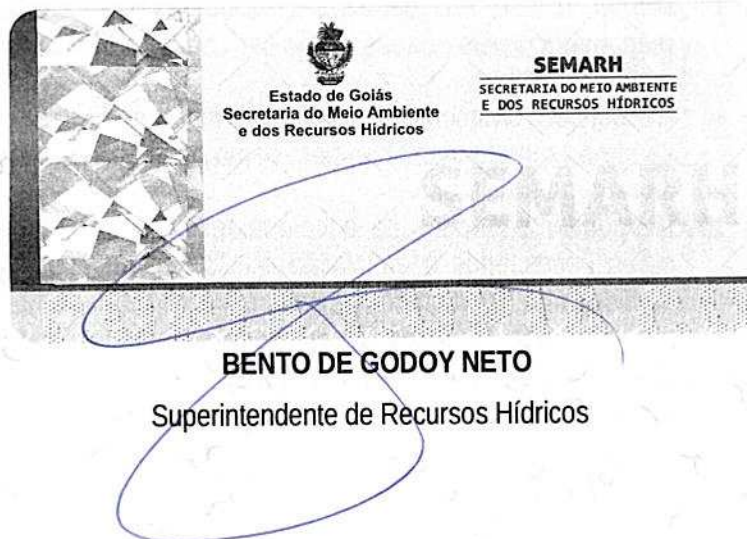 Estado de Goiás
Secretaria do Meio Ambiente
e dos Recursos Hídricos
SEMARH
SECRETARIA DO MEIO AMBIENTE
E DOS RECURSOS HÍDRICOS
BENTO DE GODOY NETO
Superintendente de Recursos Hídricos